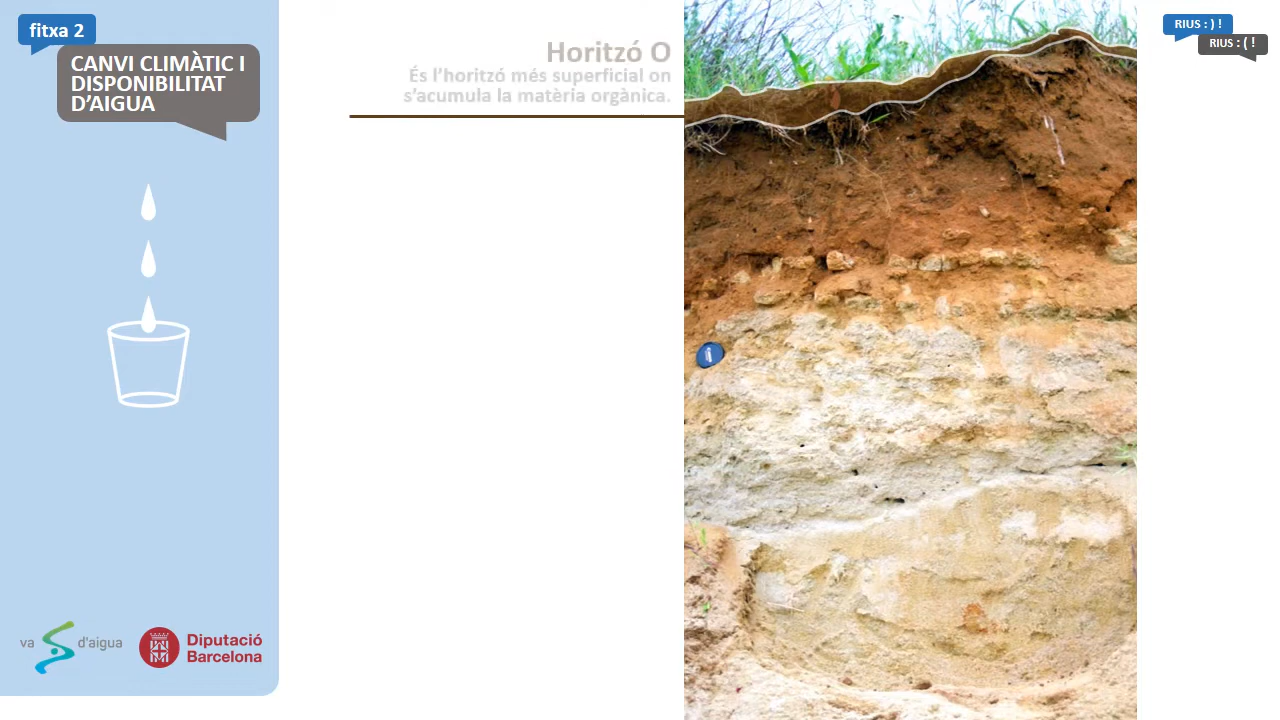 fitxa 2
CANVI CLIMÀTIC I
DISPONIBILITAT
D'AIGUA
Horitzó O
És l'horitzó més superficial on
s'acumula la matèria orgànica.
RIUS : ) !
RIUS : ( !
va d'aigua
Diputació
Barcelona